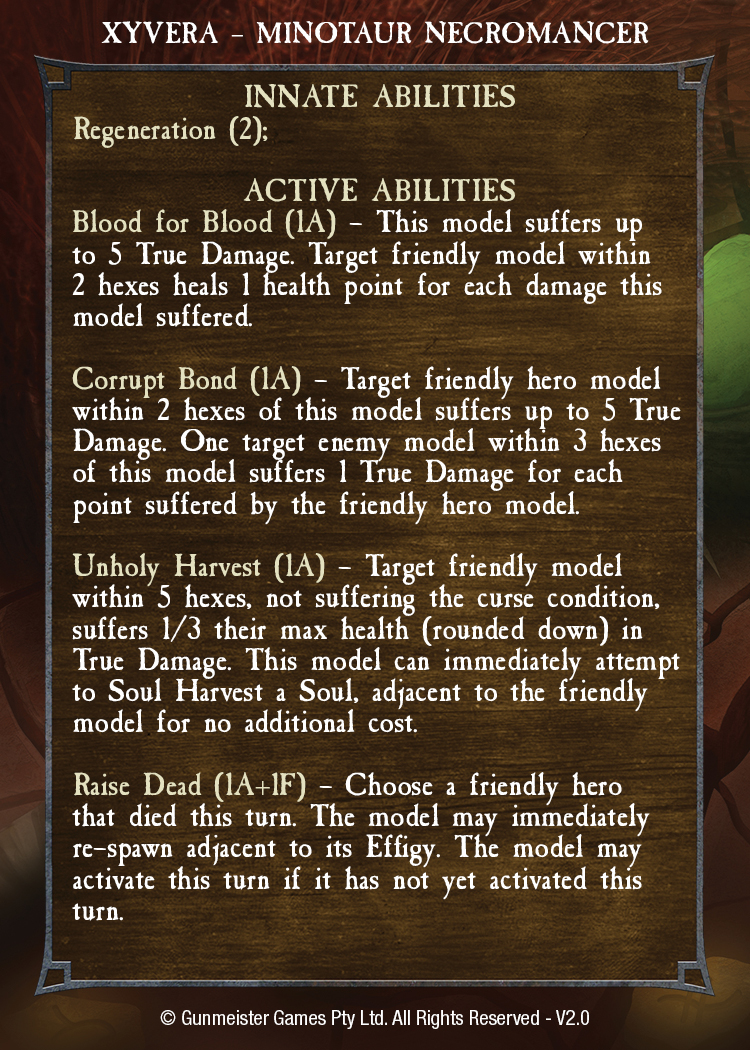 XYVERA – MINOTAUR NECROMANCER
INNATE ABILITIES
Regeneration (2);
ACTIVE ABILITIES
Blood for Blood (1A) – This model suffers up
to 5 True Damage. Target friendly model within
2 hexes heals 1 health point for each damage this
model suffered.
Corrupt Bond (1A) – Target friendly hero model
within 2 hexes of this model suffers up to 5 True
Damage. One target enemy model within 3 hexes
of this model suffers 1 True Damage for each
point suffered by the friendly hero model.
Unholy Harvest (1A) – Target friendly model
within 5 hexes, not suffering the curse condition,
suffers 1/3 their max health (rounded down) in
True Damage. This model can immediately attempt
to Soul Harvest a Soul, adjacent to the friendly
model for no additional cost.
Raise Dead (1A+1F) – Choose a friendly hero
that died this turn. The model may immediately
re-spawn adjacent to its Effigy. The model may
activate this turn if it has not yet activated this
turn.
© Gunmeister Games Pty Ltd. All Rights Reserved - V2.0